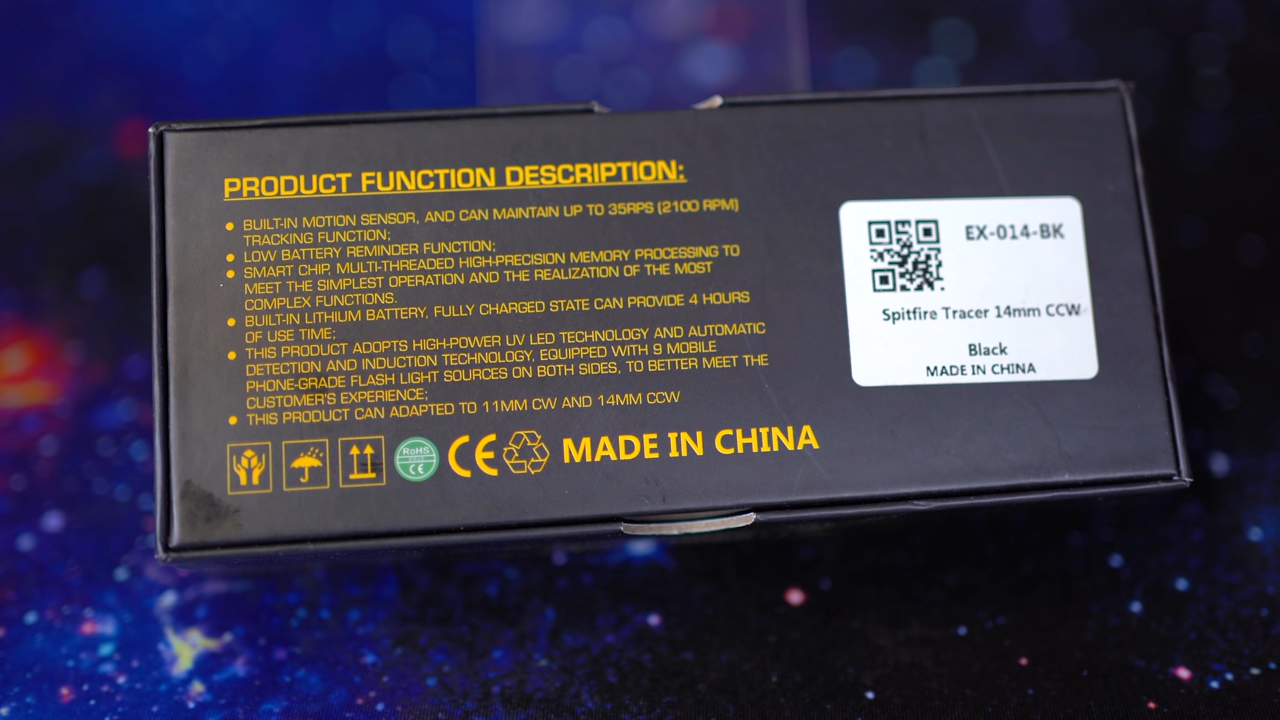 PRODUCT FUNCTION DESCRIPTION:
BUILT-IN MOTION SENSOR, AND CAN MAINTAIN UP TO 35RPS (2100 RPM)
TRACKING FUNCTION;
LOW BATTERY REMINDER FUNCTION;
SMART CHIP, MULTI-THREADED HIGH-PRECISION MEMORY PROCESSING TO
MEET THE SIMPLEST OPERATION AND THE REALIZATION OF THE MOST
COMPLEX FUNCTIONS.
BUILT-IN LITHIUM BATTERY, FULLY CHARGED STATE CAN PROVIDE 4 HOURS
OF USE TIME;
THIS PRODUCT ADOPTS HIGH-POWER UV LED TECHNOLOGY AND AUTOMATIC
DETECTION AND INDUCTION TECHNOLOGY, EQUIPPED WITH 9 MOBILE
PHONE-GRADE FLASH LIGHT SOURCES ON BOTH SIDES, TO BETTER MEET THE
CUSTOMER'S EXPERIENCE;
THIS PRODUCT CAN ADAPTED TO 11MM CW AND 14MM CCW
RoHS
CE
CE
MADE IN CHINA
EX-014-BK
Spitfire Tracer 14mm CCW
Black
MADE IN CHINA